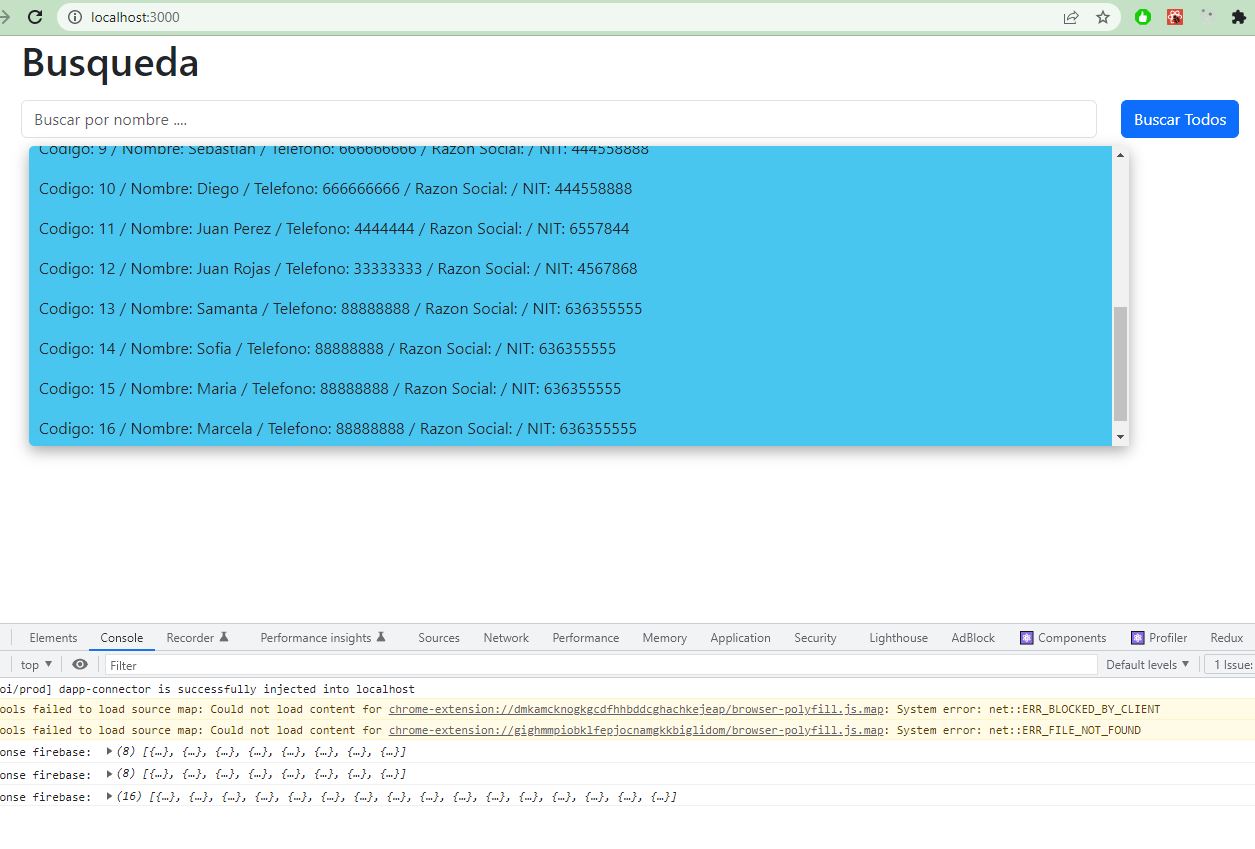 localhost:3000
Busqueda
Buscar por nombre ....
Buscar Todos
Codigo: 9 / Nombre: Sebastian / Telefono: 666666666 / Razon Social: / NIT: 444558888
Codigo: 10 / Nombre: Diego / Telefono: 666666666 / Razon Social: / NIT: 444558888
Codigo: 11 / Nombre: Juan Perez / Telefono: 4444444 / Razon Social: / NIT: 6557844
Codigo: 12 / Nombre: Juan Rojas / Telefono: 33333333 / Razon Social: / NIT: 4567868
Codigo: 13 / Nombre: Samanta / Telefono: 88888888 / Razon Social: / NIT: 636355555
Codigo: 14 / Nombre: Sofia / Telefono: 88888888 / Razon Social: / NIT: 636355555
Codigo: 15 / Nombre: Maria / Telefono: 88888888 / Razon Social: / NIT: 636355555
Codigo: 16 / Nombre: Marcela / Telefono: 88888888 / Razon Social: / NIT: 636355555
Elements Console Recorder Performance insights Sources Network Performance Memory Application Security Lighthouse AdBlock Components Profiler Redux
top Filter Default levels 1 Issue:
oi/prod] dapp-connector is successfully injected into localhost
ools failed to load source map: Could not load content for chrome-extension://dmkamcknogkgcdfhhbddcghachkejeap/browser-polyfill.js.map: System error: net::ERR_BLOCKED_BY_CLIENT
ools failed to load source map: Could not load content for chrome-extension://gighmmpiobklfepjocnamgkkbiglidom/browser-polyfill.js.map: System error: net::ERR_FILE_NOT_FOUND
onse firebase: (8) [{…}, {…}, {…}, {…}, {…}, {…}, {…}, {…}]
onse firebase: (8) [{…}, {…}, {…}, {…}, {…}, {…}, {…}, {…}]
onse firebase: (16) [{…}, {…}, {…}, {…}, {…}, {…}, {…}, {…}, {…}, {…}, {…}, {…}, {…}, {…}, {…}, {…}]